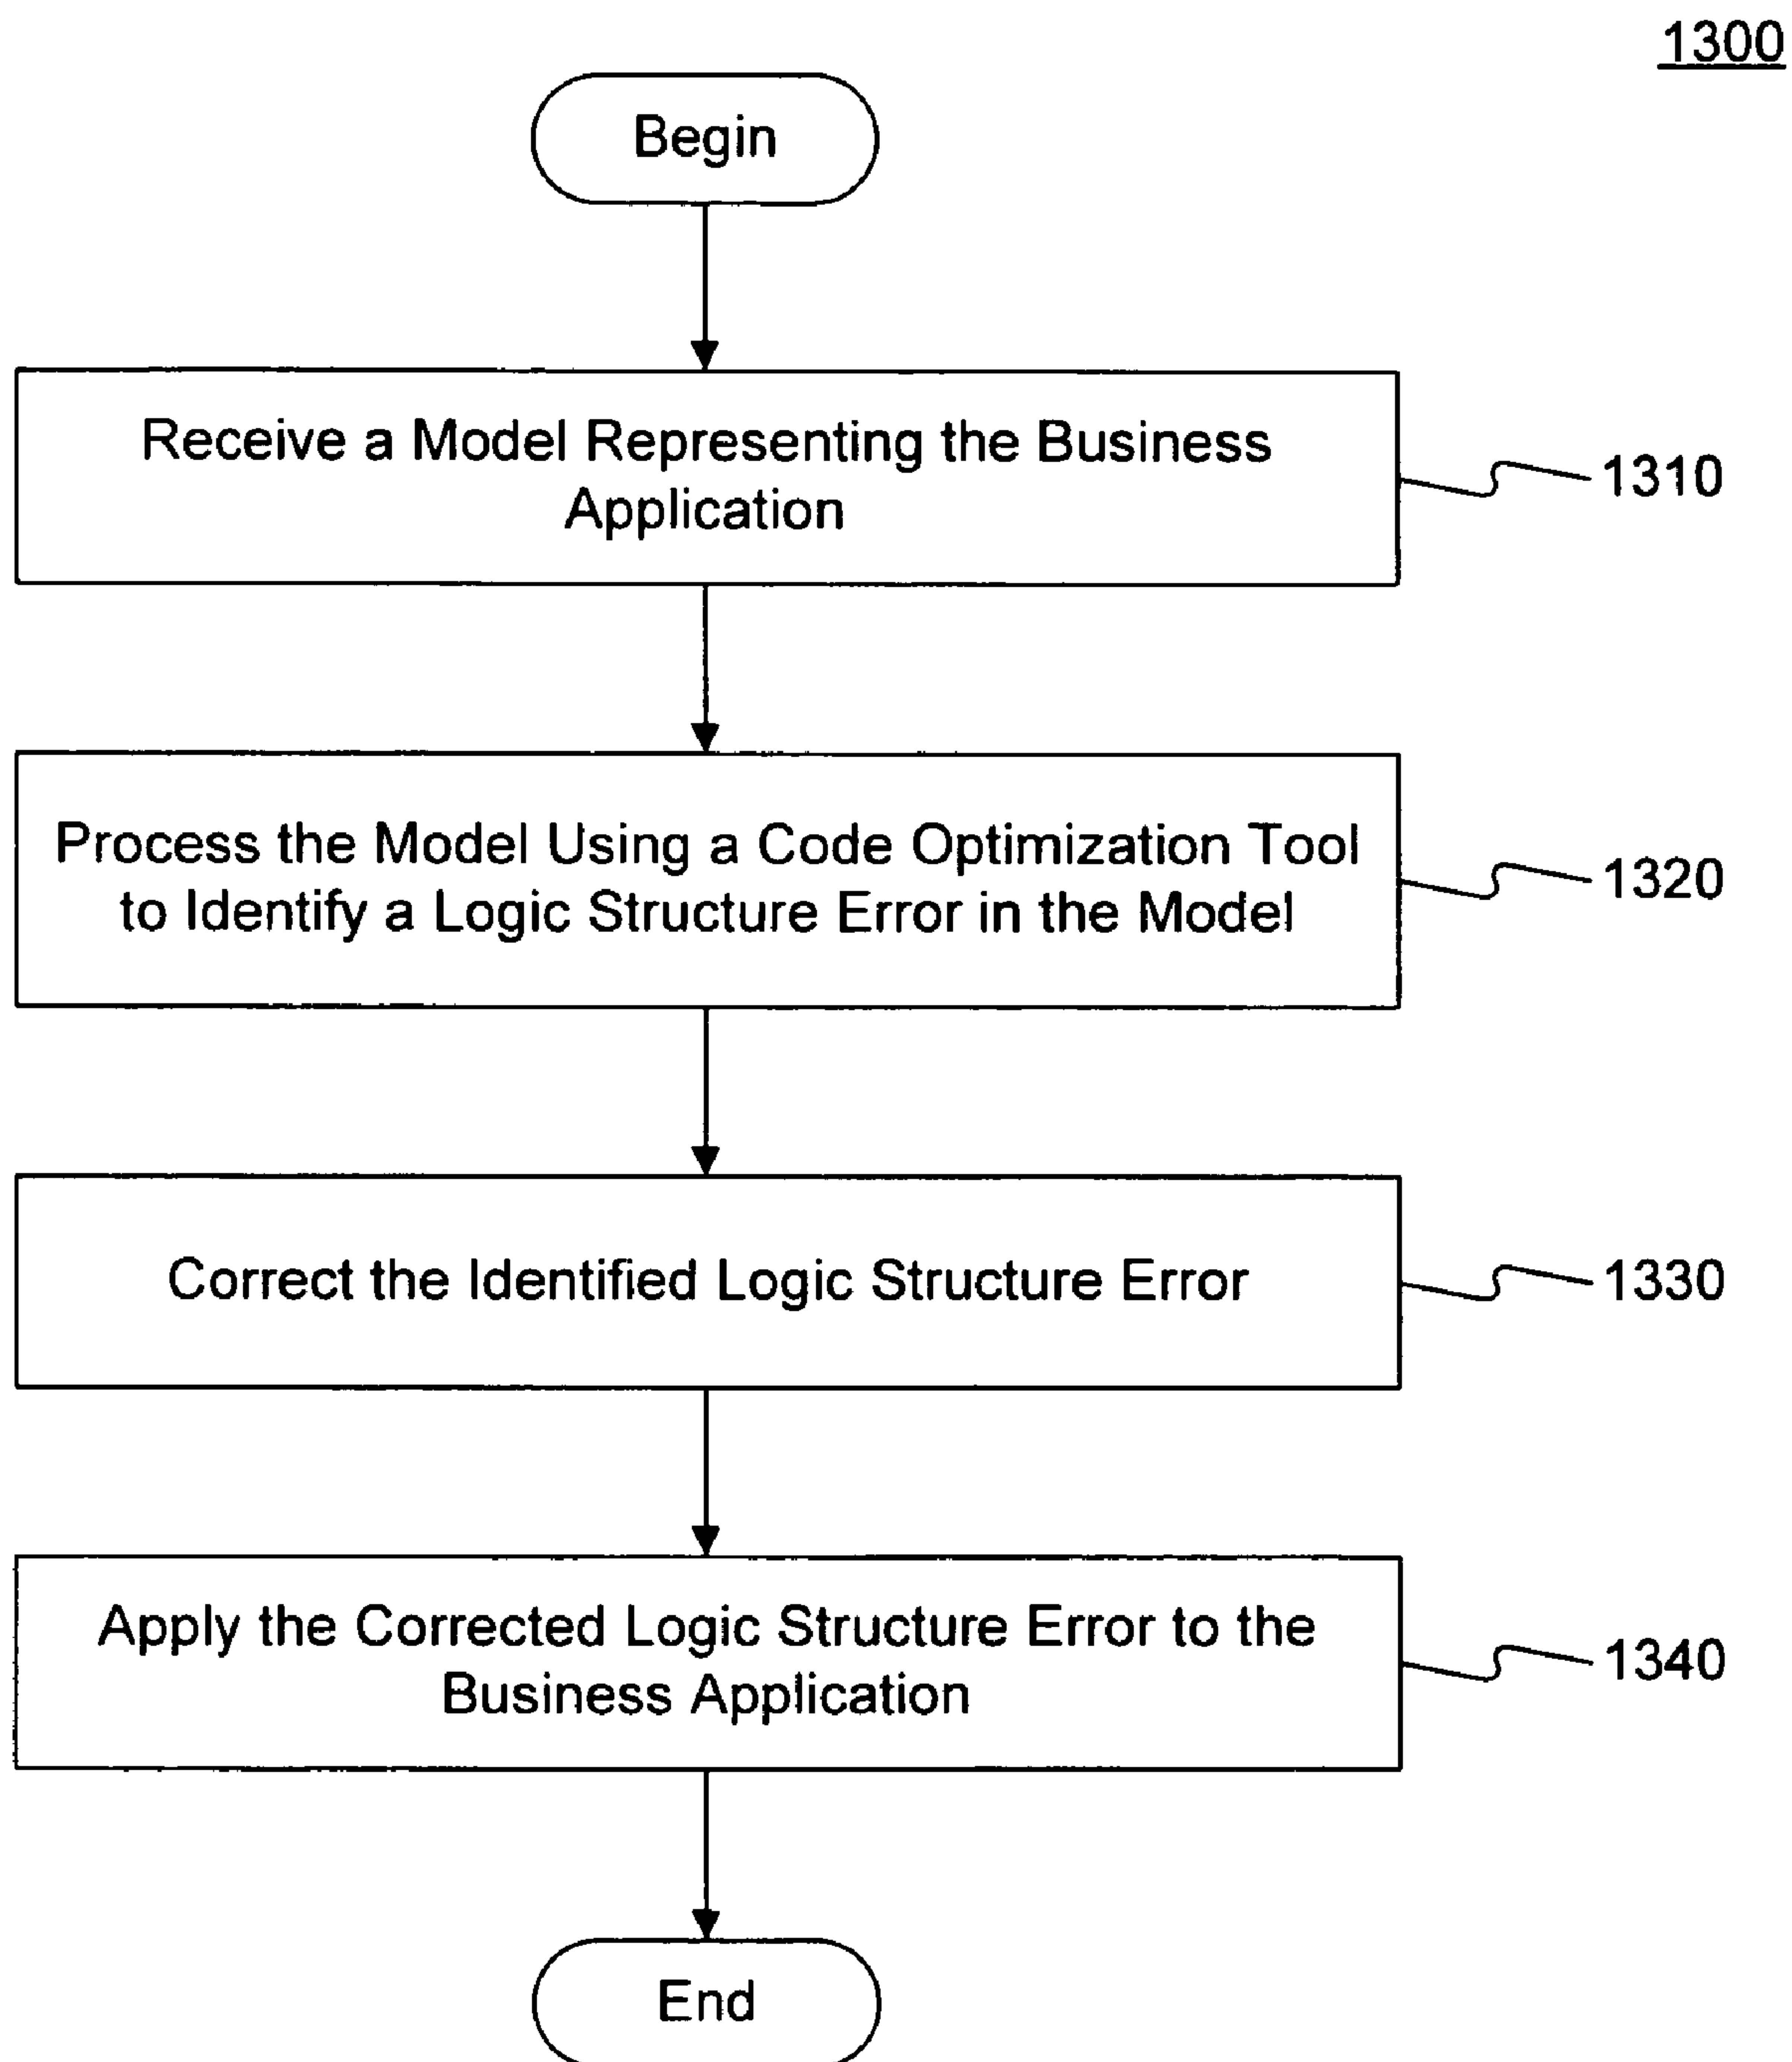 1300
Begin
Receive a Model Representing the Business
Application
1310
Process the Model Using a Code Optimization Tool
to Identify a Logic Structure Error in the Model
1320
Correct the Identified Logic Structure Error
1330
Apply the Corrected Logic Structure Error to the
Business Application
1340
End